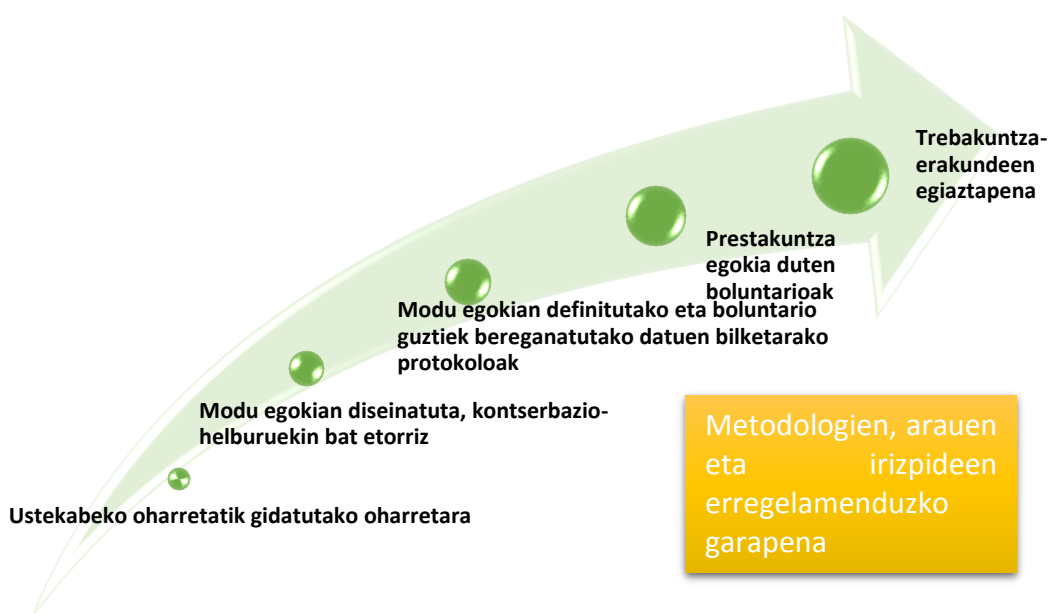 Trebakuntza-
erakundeen
egiaztapena
Prestakuntza
egokia duten
boluntarioak
Modu egokian definitutako eta boluntario
guztiek bereganatutako datuen bilketarako
protokoloak
Modu egokian diseinatuta, kontserbazio-
helburuekin bat etorriz
Ustekabeko oharretatik gidatutako oharretara
Metodologien, arauen
eta irizpideen
erregelamenduzko
garapena